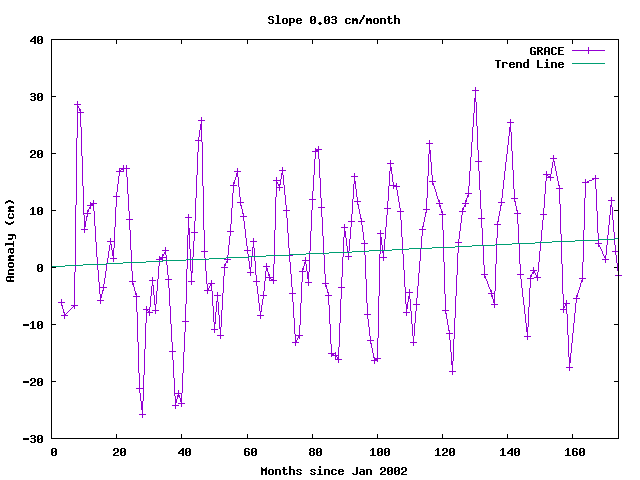 Slope 0.03 cm/month
GRACE
Trend Line
40
30
20
10
0
-10
-20
-30
Anomaly (cm)
0 20 40 60 80 100 120 140 160
Months since Jan 2002